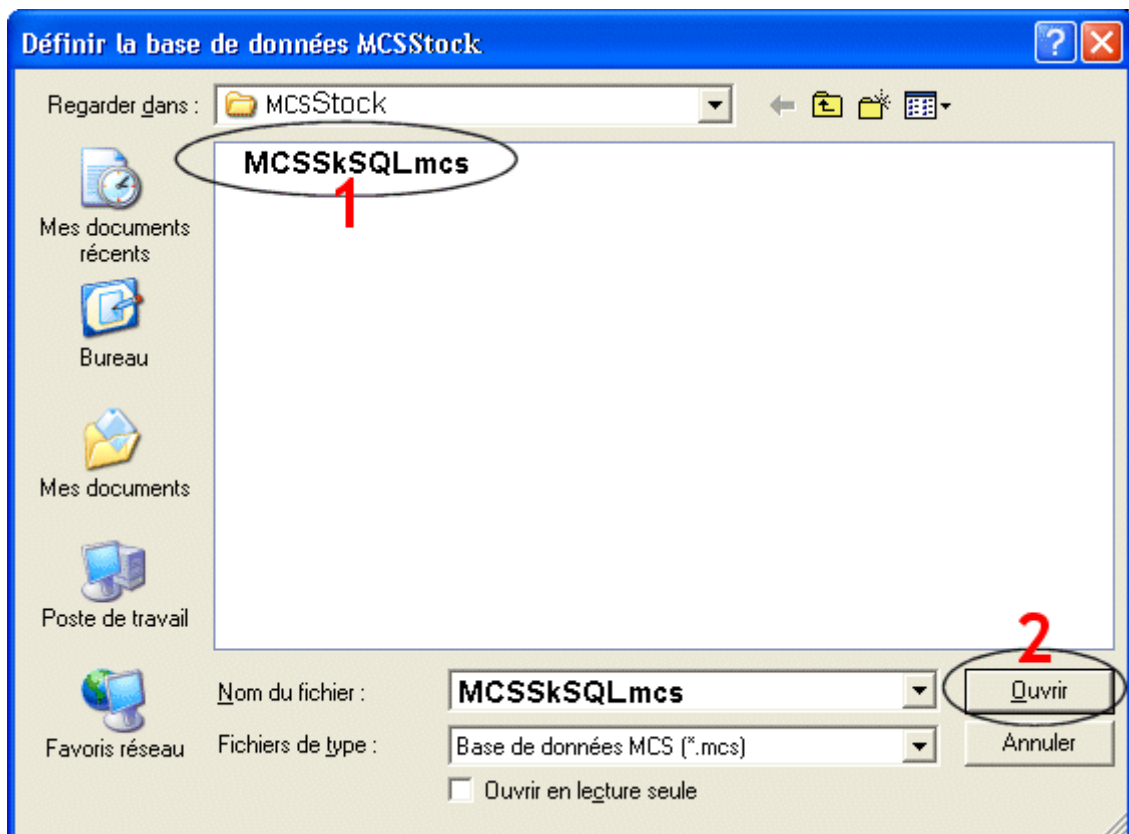 Définir la base de données MCSStock
Regarder dans : MCSStock
MCSSkSQLmcs
1
Mes documents
récents
Bureau
Mes documents
Poste de travail
2
Nom du fichier : MCSSkSQLmcs Ouvrir
Favoris réseau Fichiers de type : Base de données MCS (*.mcs) Annuler
Ouvrir en lecture seule